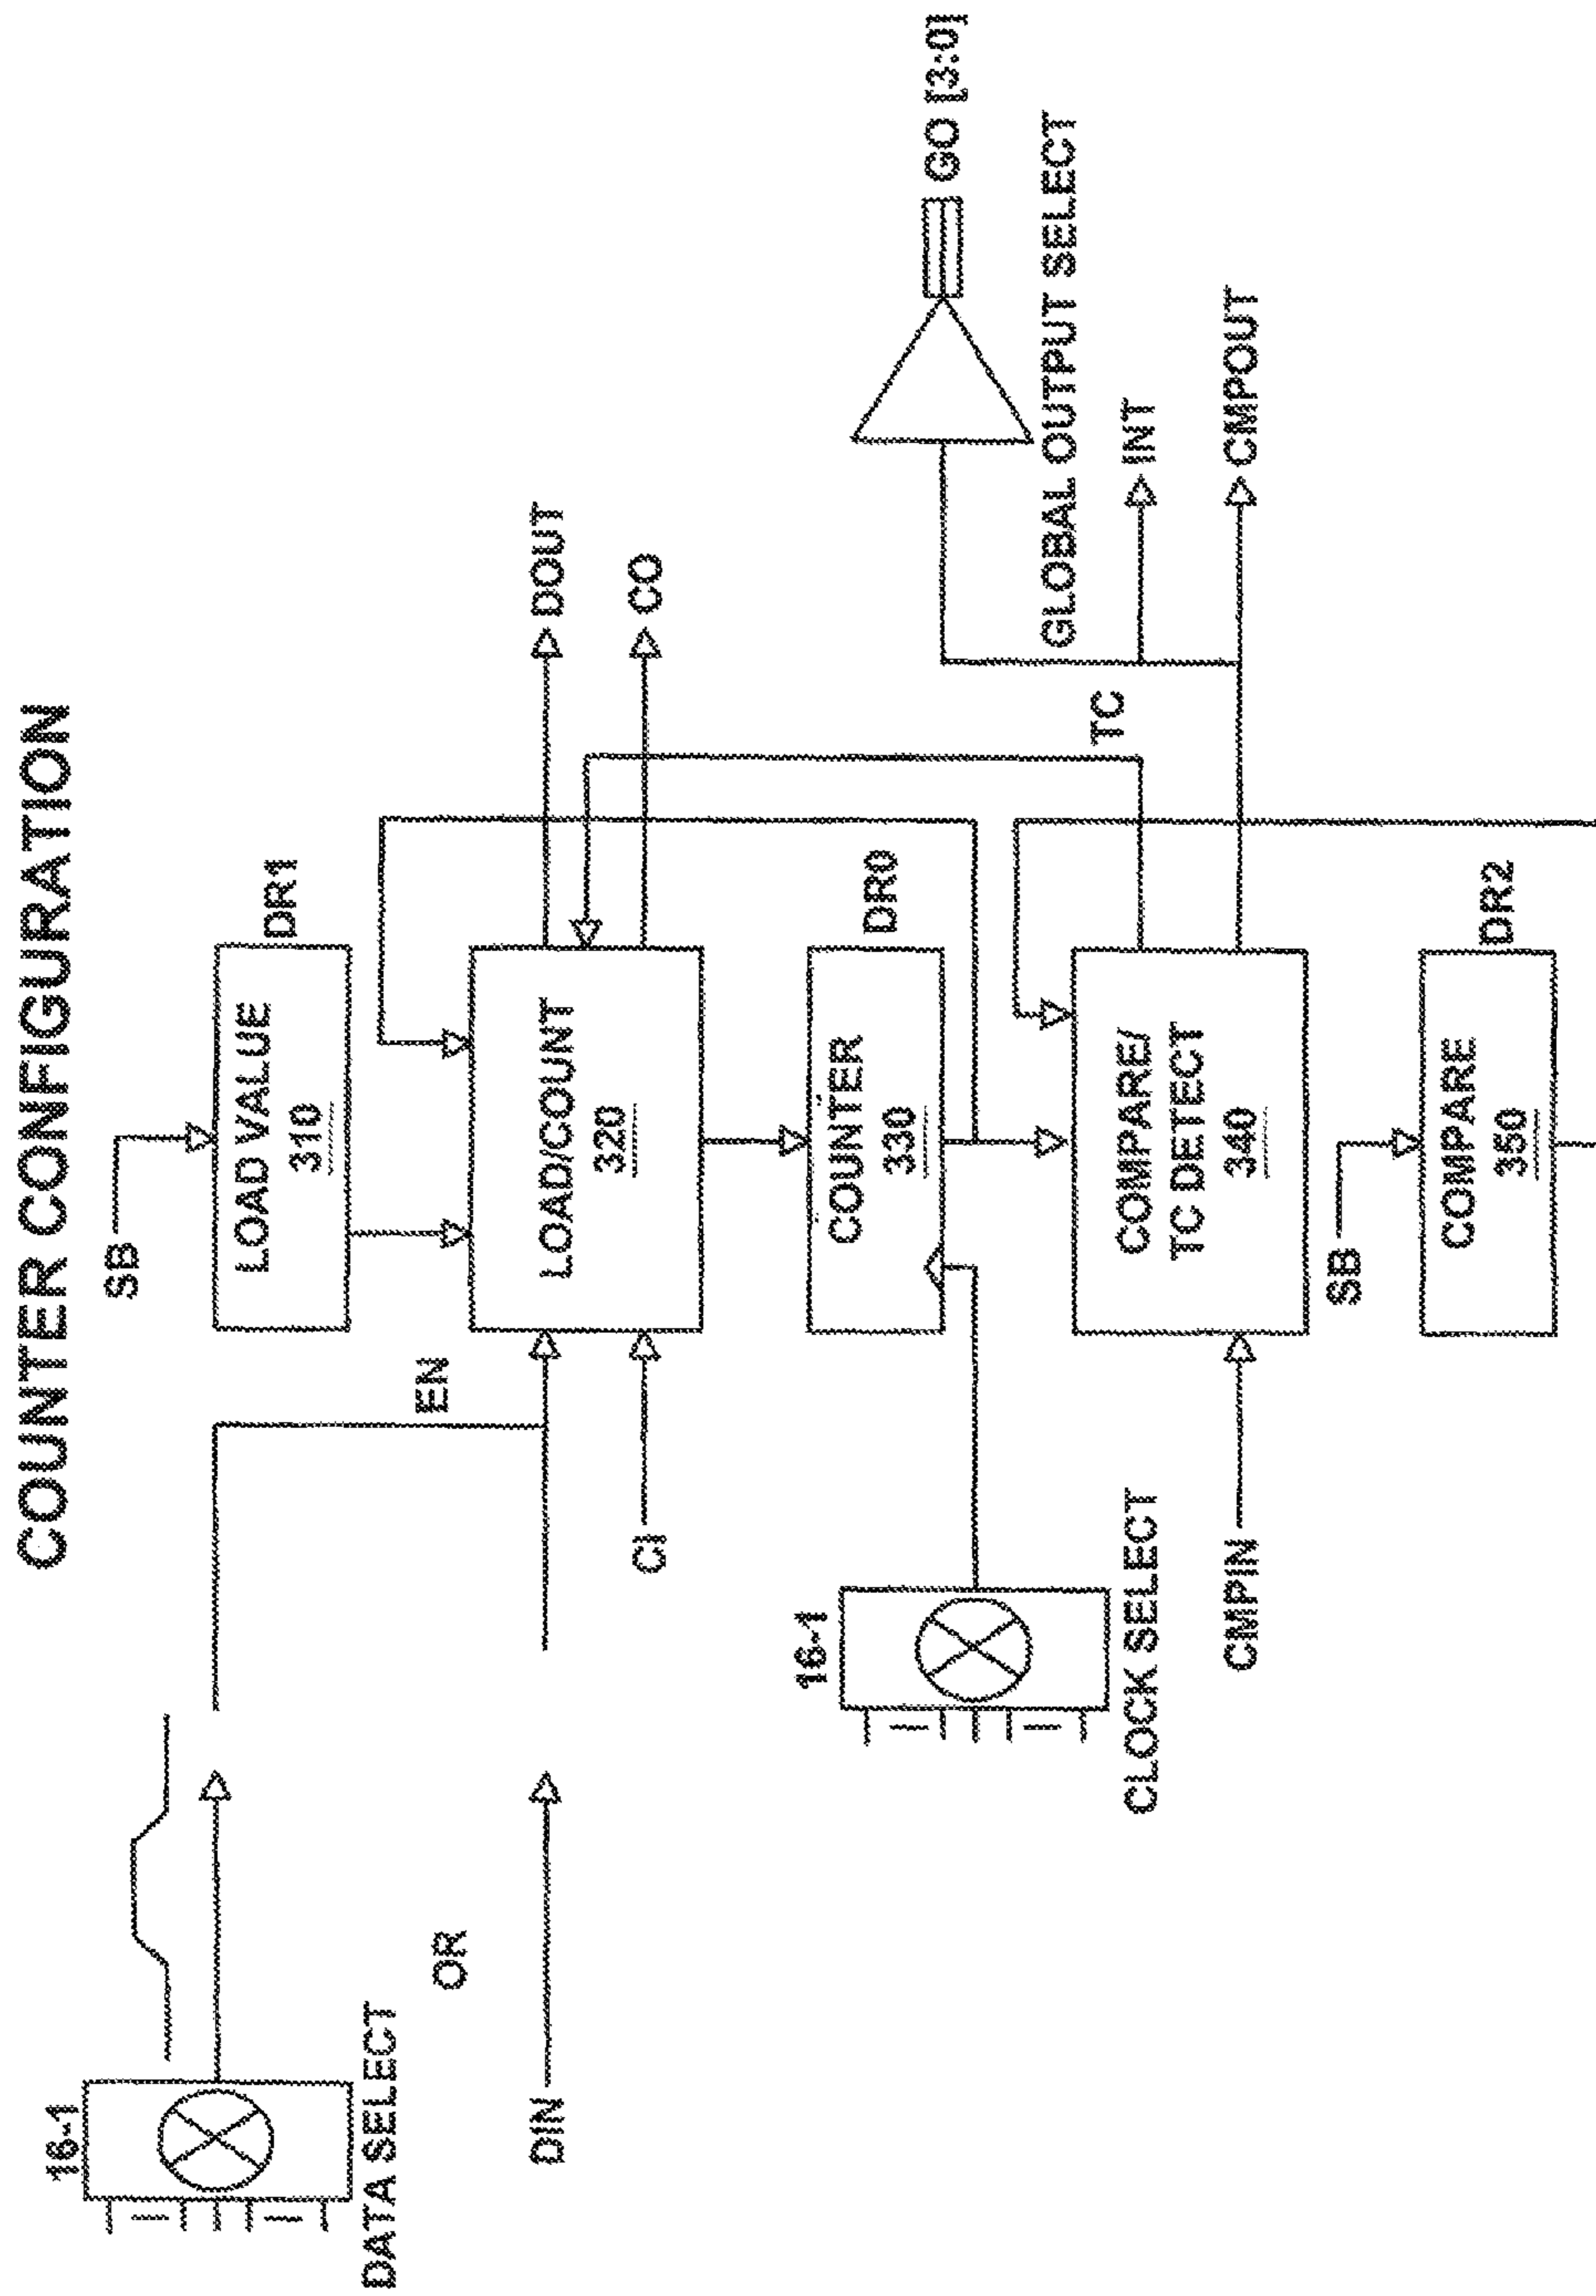 COUNTER CONFIGURATION
SB
LOAD VALUE
310
DR1
16-1
DATA SELECT
OR
DIN
EN
CI
LOAD/COUNT
320
DOUT
CO
COUNTER
330
DR0
16-1
CLOCK SELECT
CMPIN
COMPARE/
TC DETECT
340
TC
GO [3:0]
GLOBAL OUTPUT SELECT
INT
CMPOUT
SB
COMPARE
350
DR2